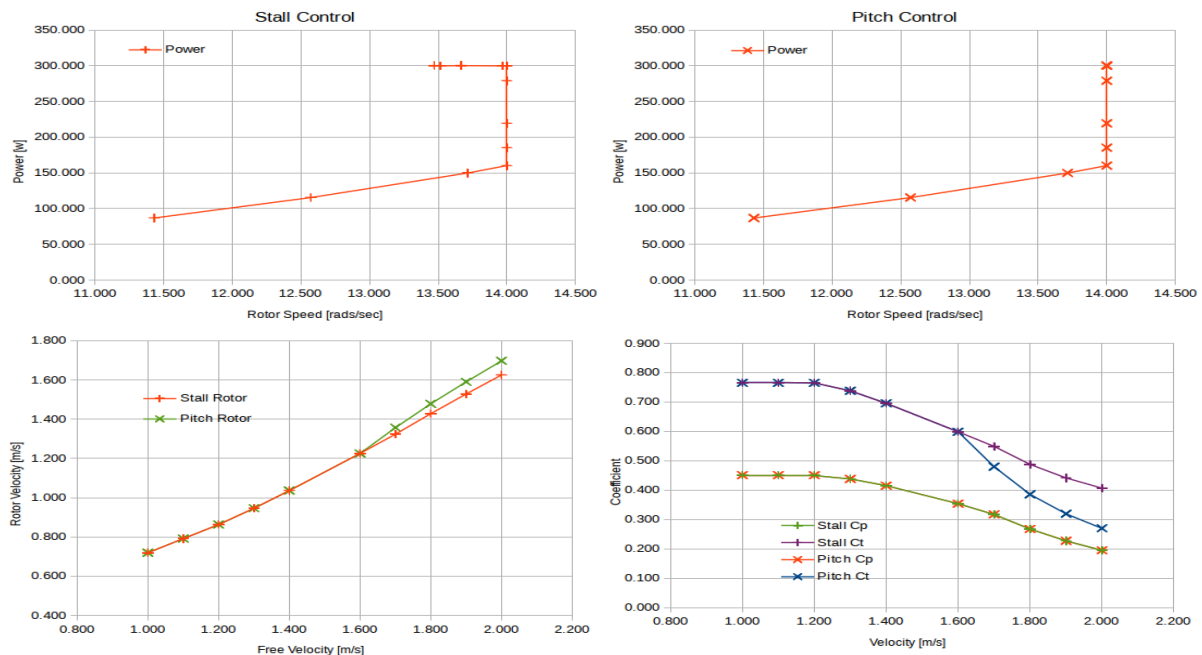 Stall Control
350.000
300.000
250.000
200.000
150.000
100.000
50.000
0.000
Power [w]
Power
11.000 11.500 12.000 12.500 13.000 13.500 14.000 14.500
Rotor Speed [rads/sec]
Pitch Control
350.000
300.000
250.000
200.000
150.000
100.000
50.000
0.000
Power [w]
Power
11.000 11.500 12.000 12.500 13.000 13.500 14.000 14.500
Rotor Speed [rads/sec]
1.800
1.600
1.400
1.200
1.000
0.800
0.600
0.400
Rotor Velocity [m/s]
Stall Rotor
Pitch Rotor
0.800 1.000 1.200 1.400 1.600 1.800 2.000 2.200
Free Velocity [m/s]
0.900
0.800
0.700
0.600
0.500
0.400
0.300
0.200
0.100
0.000
Coefficient
Stall Cp
Stall Ct
Pitch Cp
Pitch Ct
0.800 1.000 1.200 1.400 1.600 1.800 2.000 2.200
Velocity [m/s]